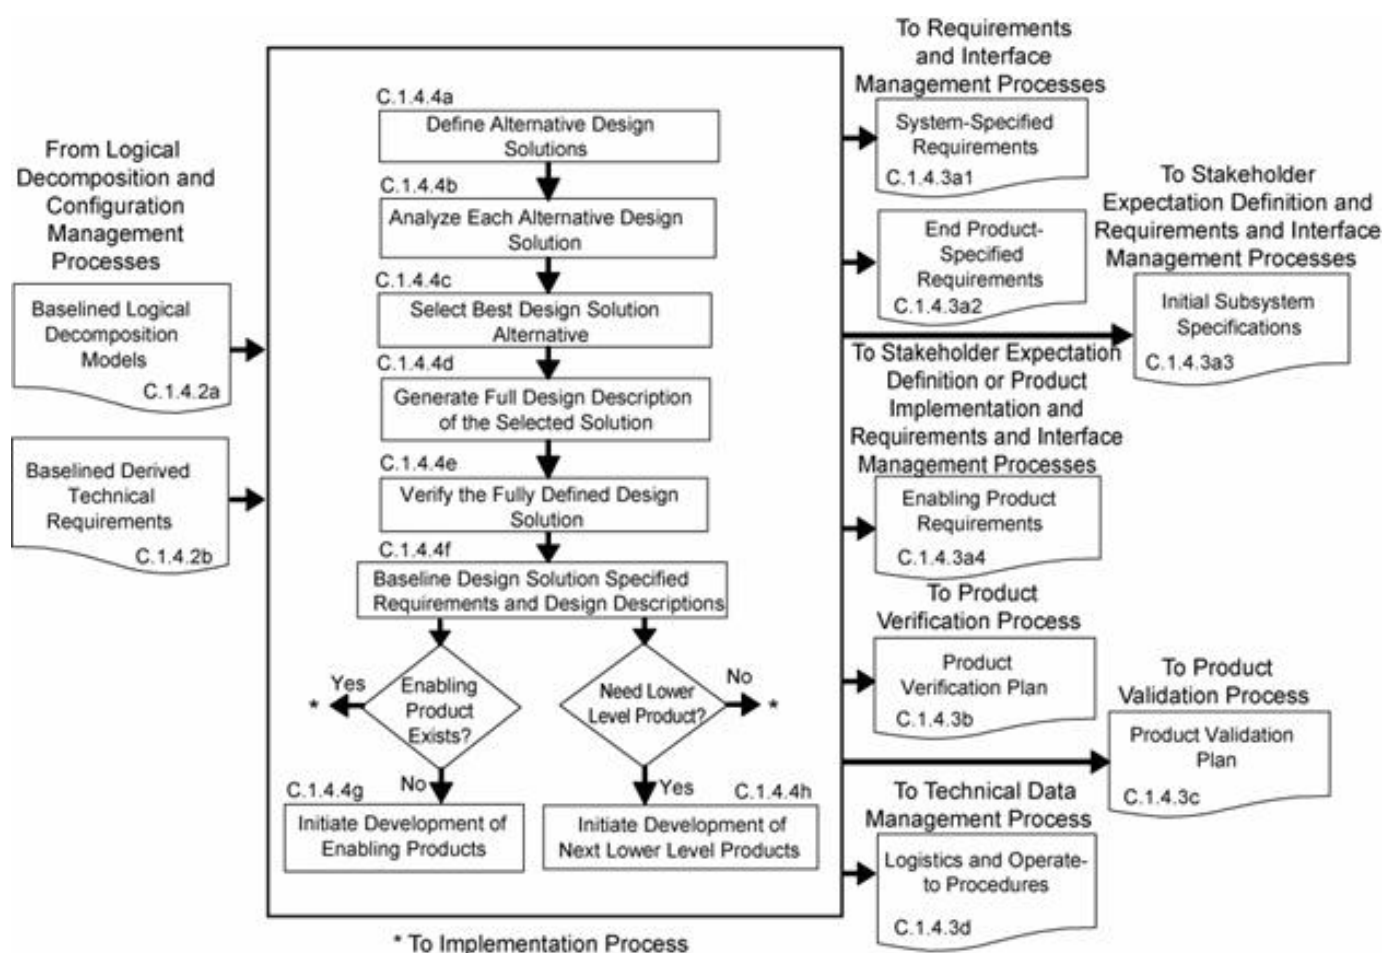 From Logical
Decomposition and
Configuration
Management
Processes
Baselined Logical
Decomposition
Models
C.1.4.2a
Baselined Derived
Technical
Requirements
C.1.4.2b
C.1.4.4a
Define Alternative Design
Solutions
C.1.4.4b
Analyze Each Alternative Design
Solution
C.1.4.4c
Select Best Design Solution
Alternative
C.1.4.4d
Generate Full Design Description
of the Selected Solution
C.1.4.4e
Verify the Fully Defined Design
Solution
C.1.4.4f
Baseline Design Solution Specified
Requirements and Design Descriptions
Yes
*
Enabling
Product
Exists?
No
C.1.4.4g
Initiate Development of
Enabling Products
Need Lower
Level Product?
No
*
Yes
C.1.4.4h
Initiate Development of
Next Lower Level Products
* To Implementation Process
To Requirements
and Interface
Management Processes
System-Specified
Requirements
C.1.4.3a1
End Product-
Specified
Requirements
C.1.4.3a2
To Stakeholder
Expectation Definition and
Requirements and Interface
Management Processes
Initial Subsystem
Specifications
C.1.4.3a3
To Stakeholder Expectation
Definition or Product
Implementation and
Requirements and Interface
Management Processes
Enabling Product
Requirements
C.1.4.3a4
To Product
Verification Process
Product
Verification Plan
C.1.4.3b
To Product
Validation Process
Product Validation
Plan
C.1.4.3c
To Technical Data
Management Process
Logistics and Operate-
to Procedures
C.1.4.3d